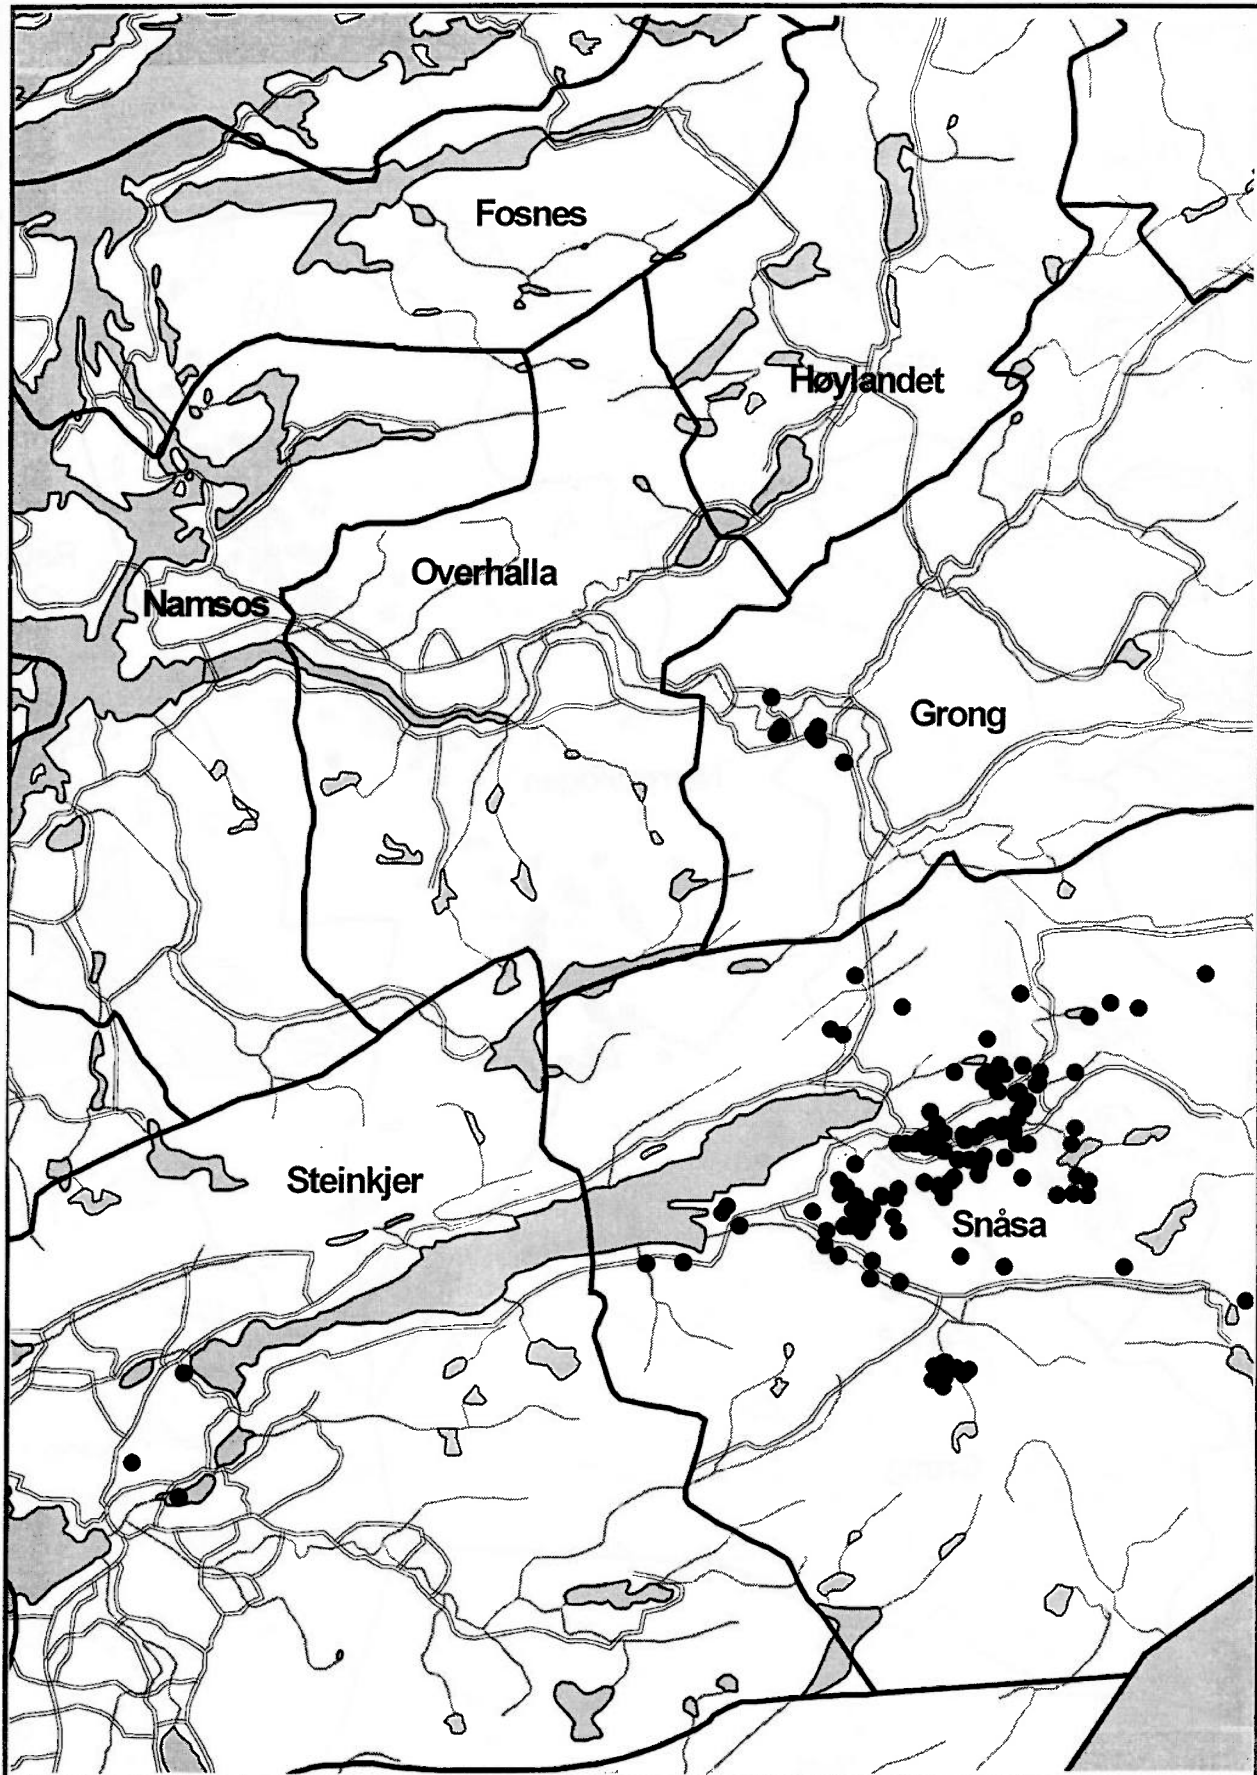 Fosnes
Høylandet
Overhalla
Namsos
Grong
Steinkjer
Snåsa